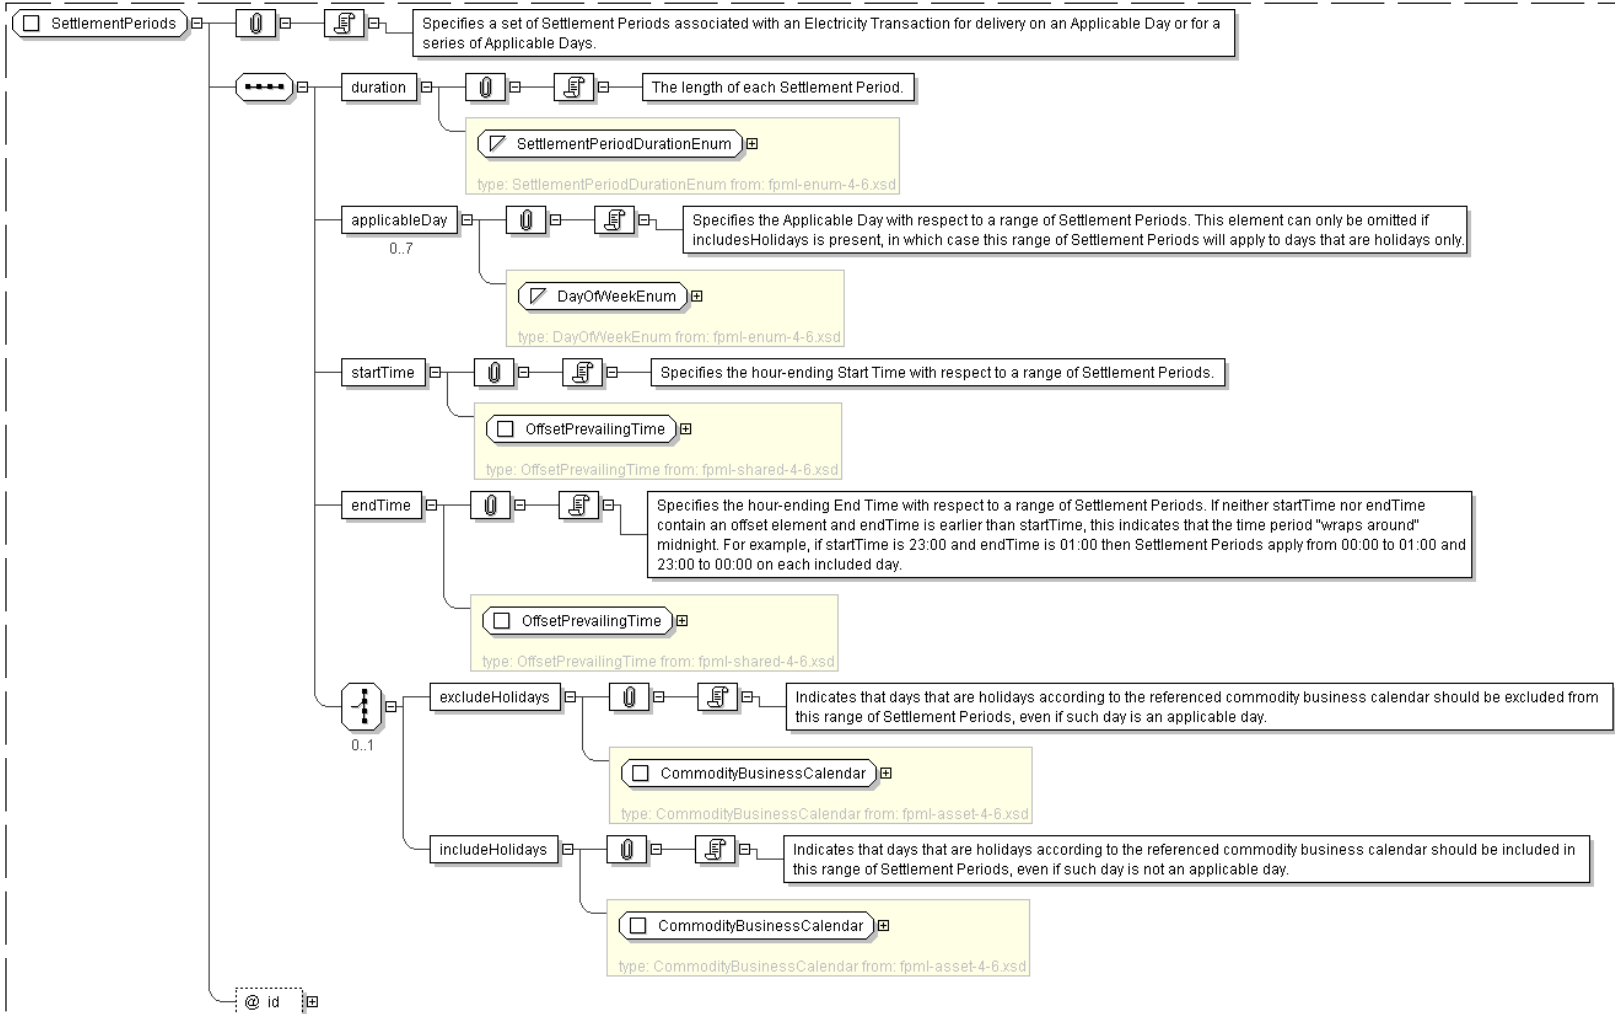 SettlementPeriods
Specifies a set of Settlement Periods associated with an Electricity Transaction for delivery on an Applicable Day or for a
series of Applicable Days.
duration
The length of each Settlement Period.
SettlementPeriodDurationEnum
type: SettlementPeriodDurationEnum from: fpml-enum-4-6.xsd
applicableDay
0..7
Specifies the Applicable Day with respect to a range of Settlement Periods. This element can only be omitted if
includesHolidays is present, in which case this range of Settlement Periods will apply to days that are holidays only.
DayOfWeekEnum
type: DayOfWeekEnum from: fpml-enum-4-6.xsd
startTime
Specifies the hour-ending Start Time with respect to a range of Settlement Periods.
OffsetPrevailingTime
type: OffsetPrevailingTime from: fpml-shared-4-6.xsd
endTime
Specifies the hour-ending End Time with respect to a range of Settlement Periods. If neither startTime nor endTime
contain an offset element and endTime is earlier than startTime, this indicates that the time period "wraps around"
midnight. For example, if startTime is 23:00 and endTime is 01:00 then Settlement Periods apply from 00:00 to 01:00 and
23:00 to 00:00 on each included day.
OffsetPrevailingTime
type: OffsetPrevailingTime from: fpml-shared-4-6.xsd
0..1
excludeHolidays
Indicates that days that are holidays according to the referenced commodity business calendar should be excluded from
this range of Settlement Periods, even if such day is an applicable day.
CommodityBusinessCalendar
type: CommodityBusinessCalendar from: fpml-asset-4-6.xsd
includeHolidays
Indicates that days that are holidays according to the referenced commodity business calendar should be included in
this range of Settlement Periods, even if such day is not an applicable day.
CommodityBusinessCalendar
type: CommodityBusinessCalendar from: fpml-asset-4-6.xsd
@ id